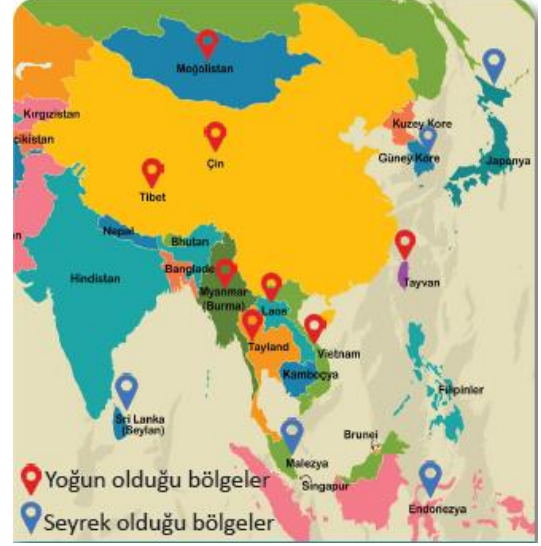 Moğolistan
Kırgızistan
cikistan
Kuzey Kore
Güney Kore
Japonya
Çin
Tibet
Nepal
Bhutan
Banglade
Hindistan
Myanmar
(Burma)
Laos
Tayvan
Tayland
Vietnam
Kamboçya
Filipinler
Sri Lanka
(Seylan)
Brunei
Malezya
Singapur
Endonezya
Yoğun olduğu bölgeler
Seyrek olduğu bölgeler